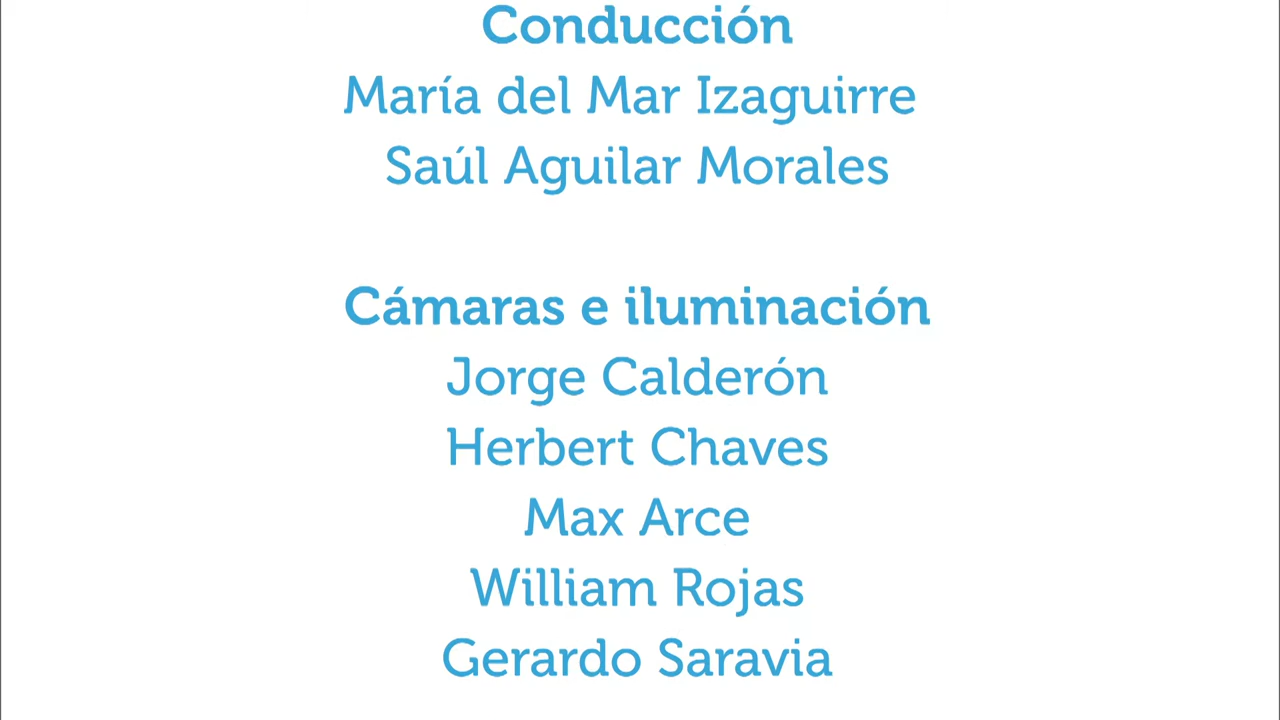 Conducción
María del Mar Izaguirre
Saúl Aguilar Morales
Cámaras e iluminación
Jorge Calderón
Herbert Chaves
Max Arce
William Rojas
Gerardo Saravia